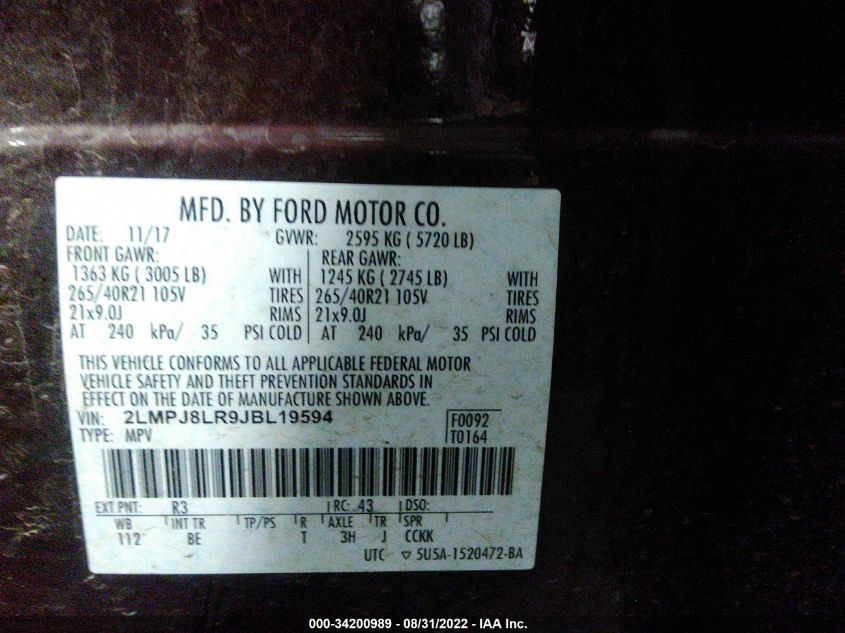 MFD. BY FORD MOTOR CO.
DATE: 11/17 GVWR: 2595 KG ( 5720 LB)
FRONT GAWR: REAR GAWR:
1363 KG ( 3005 LB) WITH 1245 KG ( 2745 LB) WITH
265/40R21 105V TIRES 265/40R21 105V TIRES
21x9.0J RIMS 21x9.0J RIMS
AT 240 kPa/ 35 PSI COLD AT 240 kPa/ 35 PSI COLD
THIS VEHICLE CONFORMS TO ALL APPLICABLE FEDERAL MOTOR
VEHICLE SAFETY AND THEFT PREVENTION STANDARDS IN
EFFECT ON THE DATE OF MANUFACTURE SHOWN ABOVE.
VIN: 2LMPJ8LR9JBL19594 F0092
TYPE: MPV T0164
EXT PNT: R3 RC: 43 DSO:
WB INT TR TP/PS R AXLE TR SPR
112 BE T 3H J CCKK
UTC ▽ 5U5A-1520472-BA
000-34200989 - 08/31/2022 - IAA Inc.